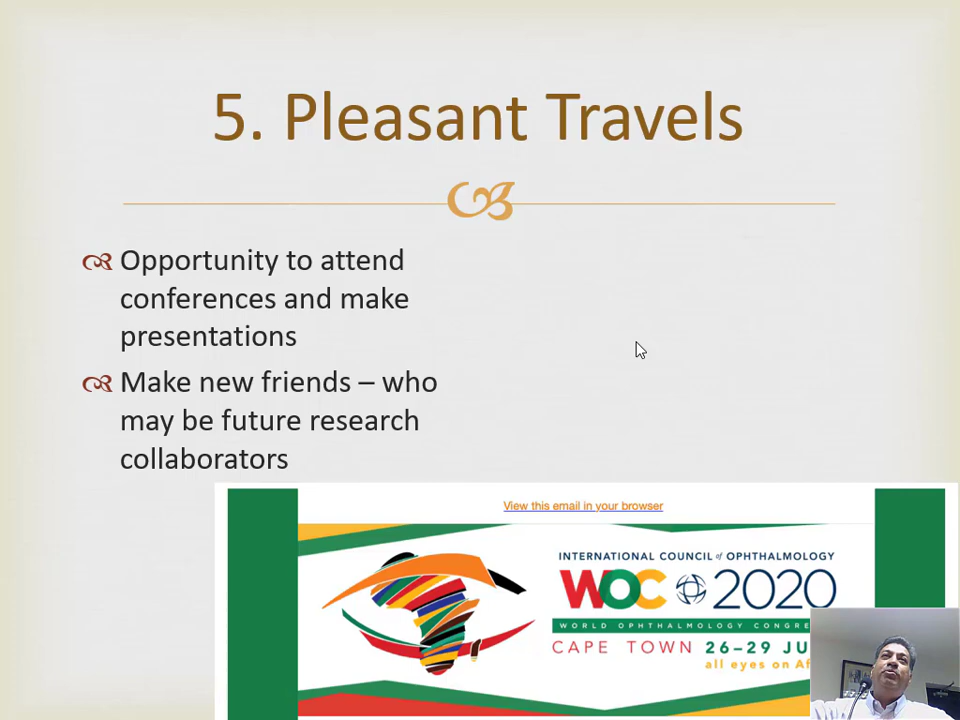 5. Pleasant Travels
Opportunity to attend
conferences and make
presentations
Make new friends – who
may be future research
collaborators
View this email in your browser
INTERNATIONAL COUNCIL of OPHTHALMOLOGY
WOC 2020
WORLD OPHTHALMOLOGY CONGRE
CAPE TOWN 26–29 JU
all eyes on Af